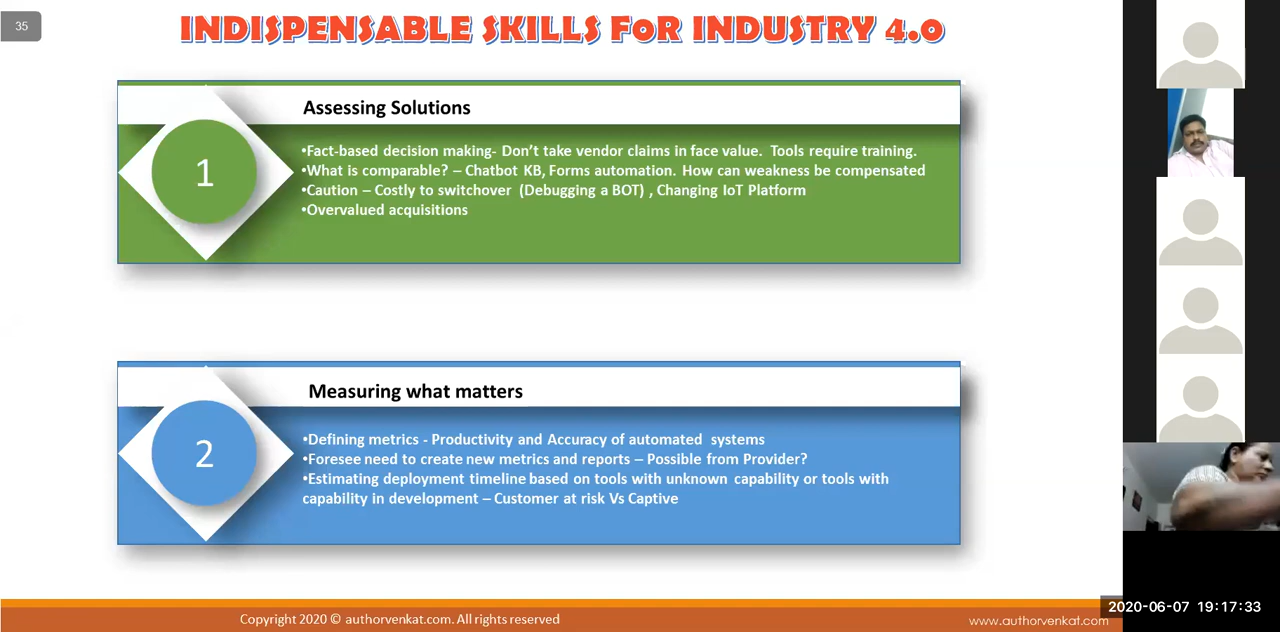 35
INDISPENSABLE SKILLS FOR INDUSTRY 4.0
Assessing Solutions
1
•Fact-based decision making- Don’t take vendor claims in face value. Tools require training.
•What is comparable? – Chatbot KB, Forms automation. How can weakness be compensated
•Caution – Costly to switchover (Debugging a BOT) , Changing IoT Platform
•Overvalued acquisitions
Measuring what matters
2
•Defining metrics - Productivity and Accuracy of automated systems
•Foresee need to create new metrics and reports – Possible from Provider?
•Estimating deployment timeline based on tools with unknown capability or tools with
capability in development – Customer at risk Vs Captive
2020-06-07 19:17:33
Copyright 2020 © authorvenkat.com. All rights reserved
www.authorvenkat.com